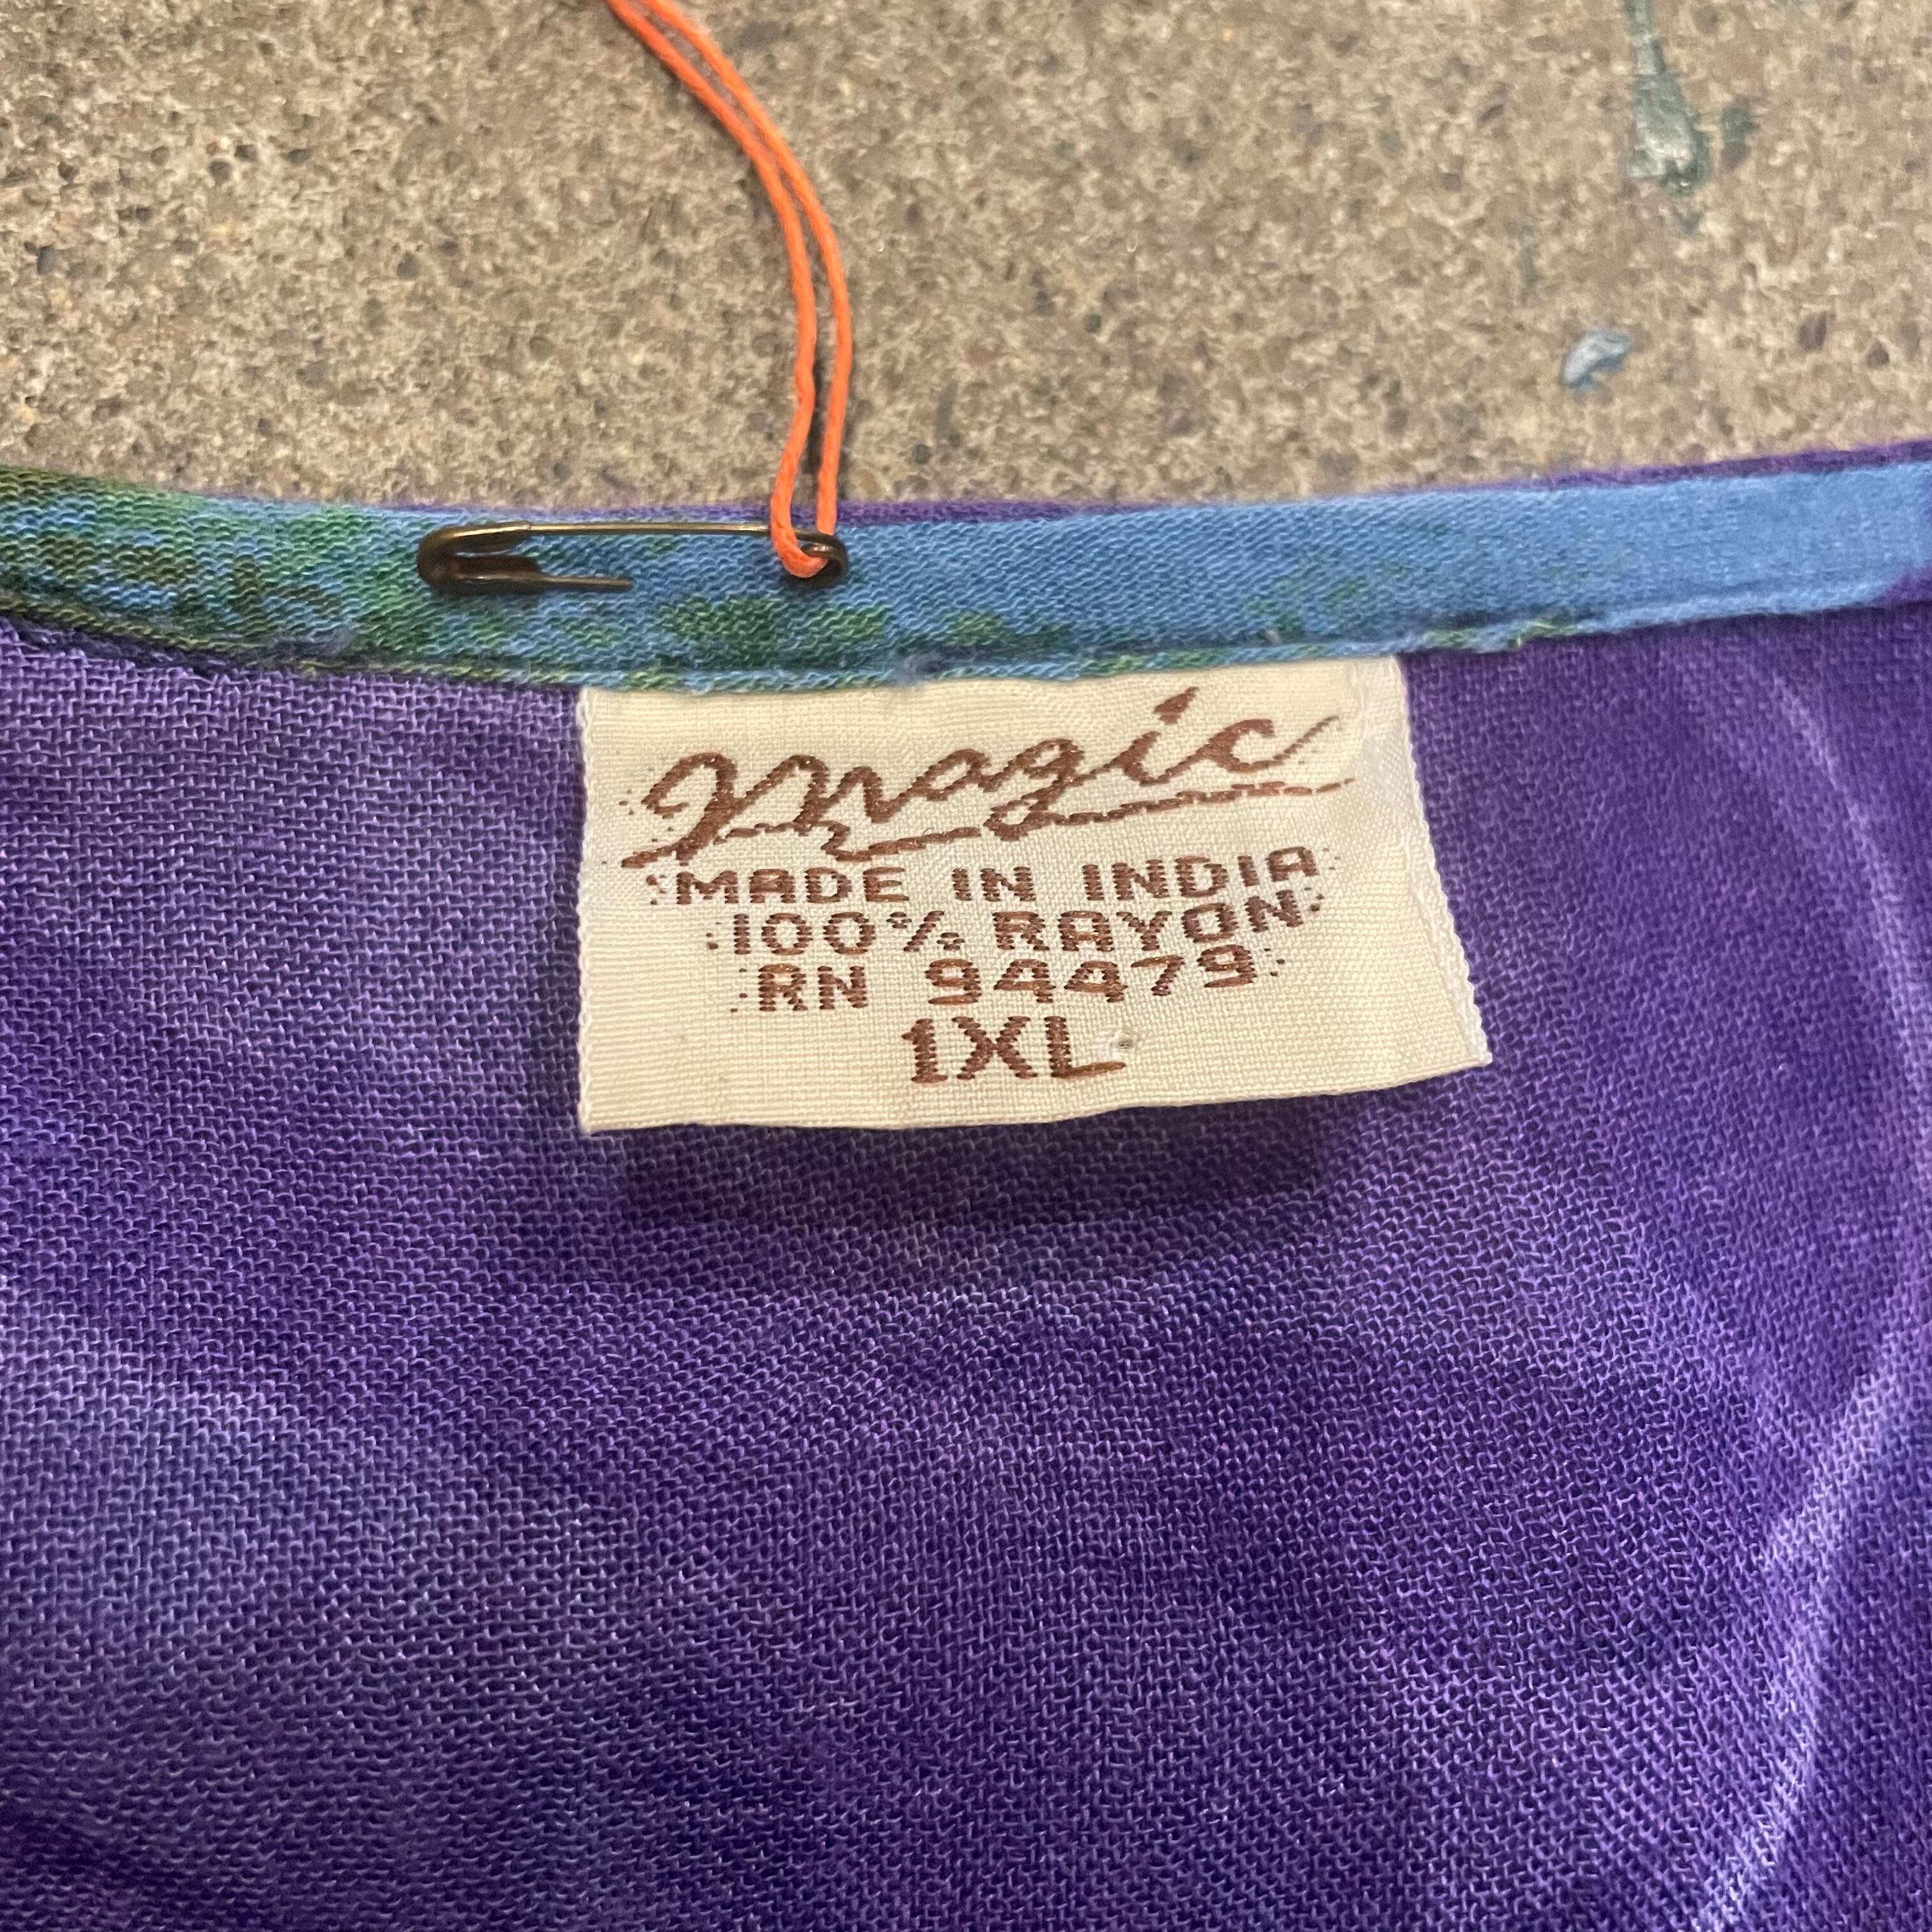 Magic
MADE IN INDIA
100% RAYON
RN 94479
1XL